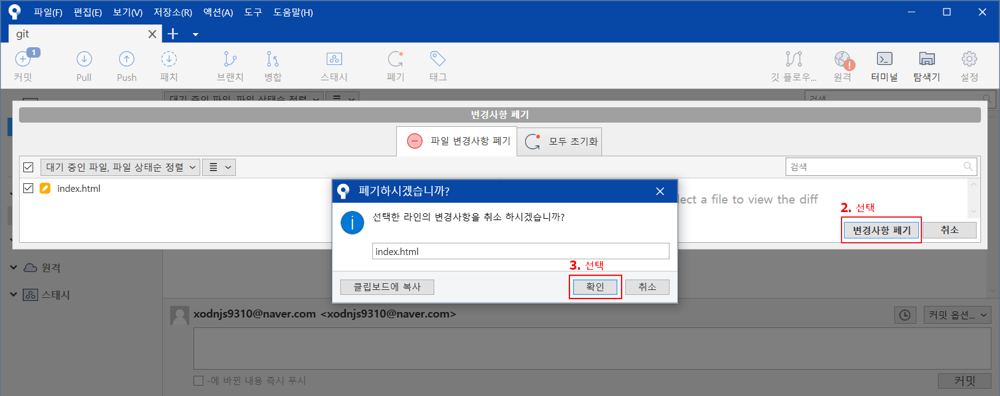 파일(F) 편집(E) 보기(V) 저장소(R) 액션(A) 도구 도움말(H)
git
1
커밋 Pull Push 패치 브랜치 병합 스태시 폐기 태그 깃 플로우... 원격 터미널 탐색기 설정
대기 중인 파일, 파일 상태순 정렬
검색
변경사항 폐기
파일 변경사항 폐기 모두 초기화
대기 중인 파일, 파일 상태순 정렬
검색
index.html
폐기하시겠습니까?
ect a file to view the diff
선택한 라인의 변경사항을 취소 하시겠습니까?
2. 선택
변경사항 폐기 취소
index.html
3. 선택
클립보드에 복사 확인 취소
원격
스태시
xodnjs9310@naver.com <xodnjs9310@naver.com>
커밋 옵션...
-에 바뀐 내용 즉시 푸시
커밋